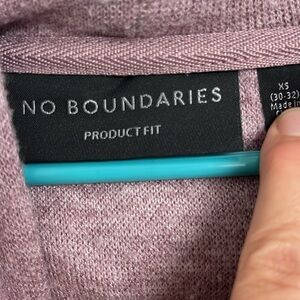 NO BOUNDARIES
PRODUCT FIT
XS
(30-32)
Made in